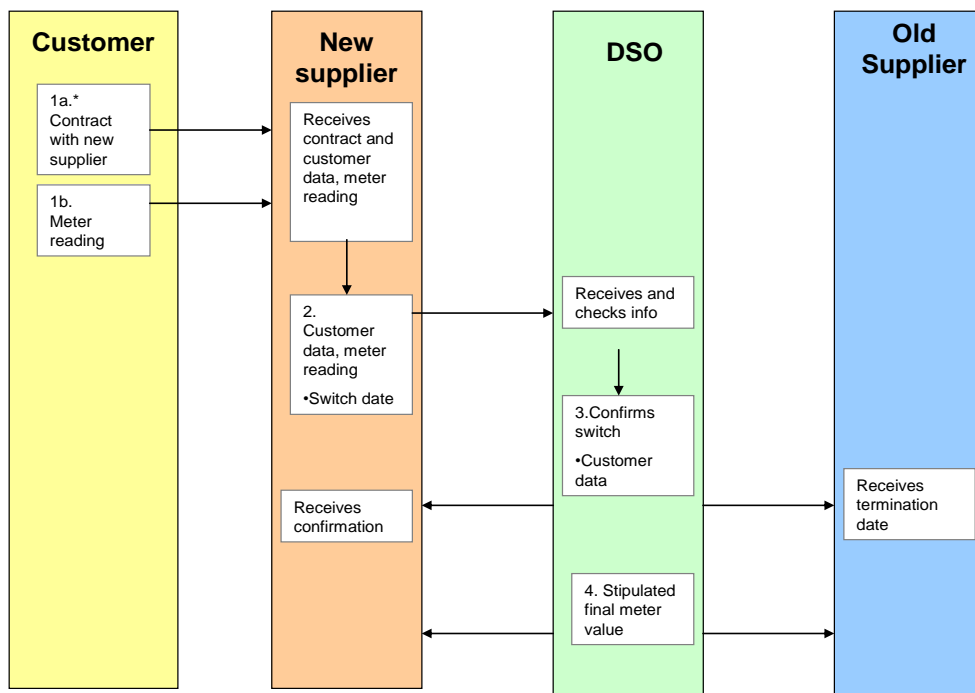 Customer
1a.*
Contract
with new
supplier
1b.
Meter
reading
New
supplier
Receives
contract and
customer
data, meter
reading
2.
Customer
data, meter
reading
•Switch date
Receives
confirmation
DSO
Receives and
checks info
3.Confirms
switch
•Customer
data
4. Stipulated
final meter
value
Old
Supplier
Receives
termination
date